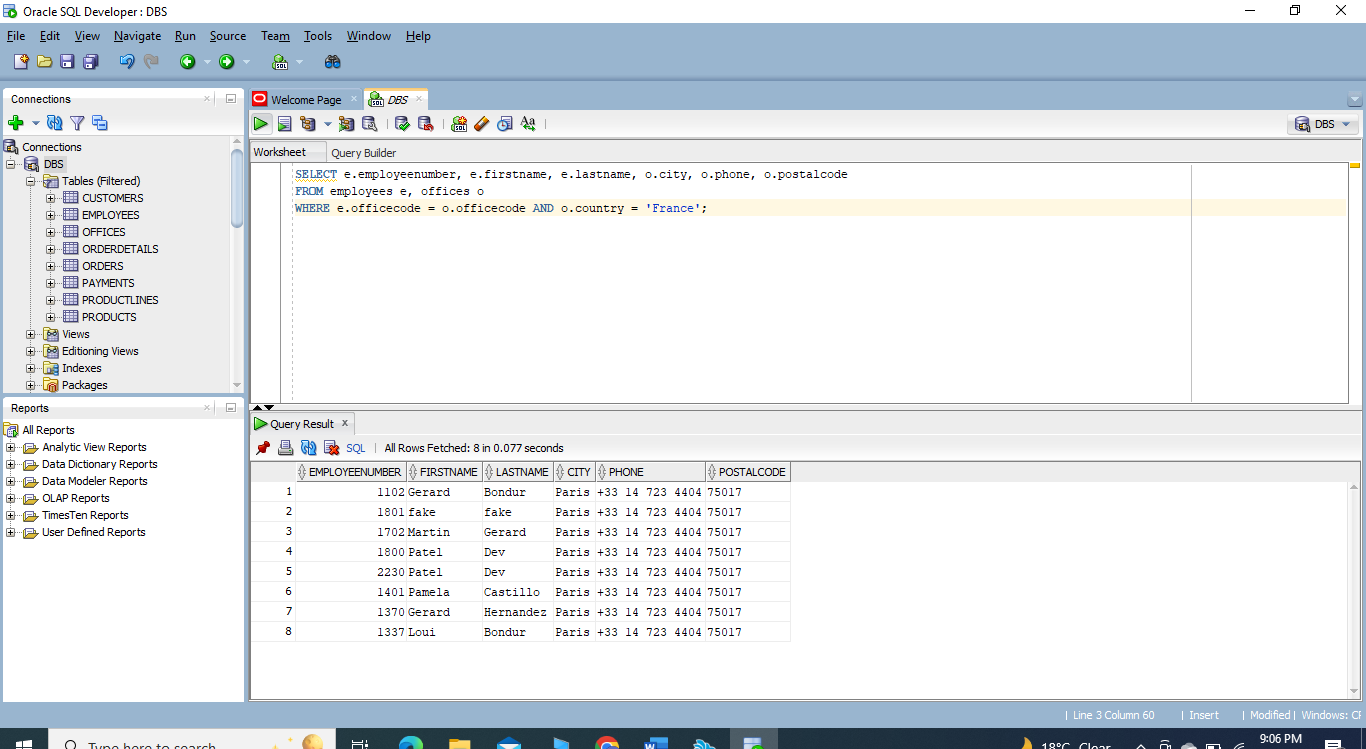 Oracle SQL Developer : DBS
File Edit View Navigate Run Source Team Tools Window Help
Connections
Connections
DBS
Tables (Filtered)
CUSTOMERS
EMPLOYEES
OFFICES
ORDERDETAILS
ORDERS
PAYMENTS
PRODUCTLINES
PRODUCTS
Views
Editioning Views
Indexes
Packages
Reports
All Reports
Analytic View Reports
Data Dictionary Reports
Data Modeler Reports
OLAP Reports
TimesTen Reports
User Defined Reports
Welcome Page DBS
DBS
Worksheet Query Builder
SELECT e.employeenumber, e.firstname, e.lastname, o.city, o.phone, o.postalcode
FROM employees e, offices o
WHERE e.officecode = o.officecode AND o.country = 'France';
Query Result
SQL All Rows Fetched: 8 in 0.077 seconds
EMPLOYEENUMBER FIRSTNAME LASTNAME CITY PHONE POSTALCODE
1 1102 Gerard Bondur Paris +33 14 723 4404 75017
2 1801 fake fake Paris +33 14 723 4404 75017
3 1702 Martin Gerard Paris +33 14 723 4404 75017
4 1800 Patel Dev Paris +33 14 723 4404 75017
5 2230 Patel Dev Paris +33 14 723 4404 75017
6 1401 Pamela Castillo Paris +33 14 723 4404 75017
7 1370 Gerard Hernandez Paris +33 14 723 4404 75017
8 1337 Loui Bondur Paris +33 14 723 4404 75017
Line 3 Column 60 Insert Modified Windows: CF
Type here to search
18°C Clear
9:06 PM